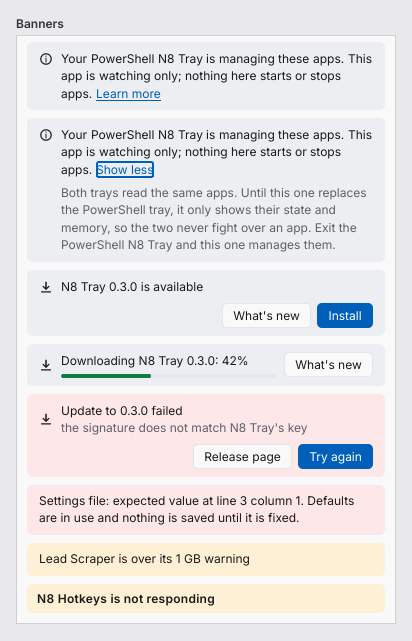 Banners
Your PowerShell N8 Tray is managing these apps. This
app is watching only; nothing here starts or stops
apps. Learn more
Your PowerShell N8 Tray is managing these apps. This
app is watching only; nothing here starts or stops
apps. Show less
Both trays read the same apps. Until this one replaces
the PowerShell tray, it only shows their state and
memory, so the two never fight over an app. Exit the
PowerShell N8 Tray and this one manages them.
N8 Tray 0.3.0 is available
What's new
Install
Downloading N8 Tray 0.3.0: 42%
What's new
Update to 0.3.0 failed
the signature does not match N8 Tray's key
Release page
Try again
Settings file: expected value at line 3 column 1. Defaults
are in use and nothing is saved until it is fixed.
Lead Scraper is over its 1 GB warning
N8 Hotkeys is not responding